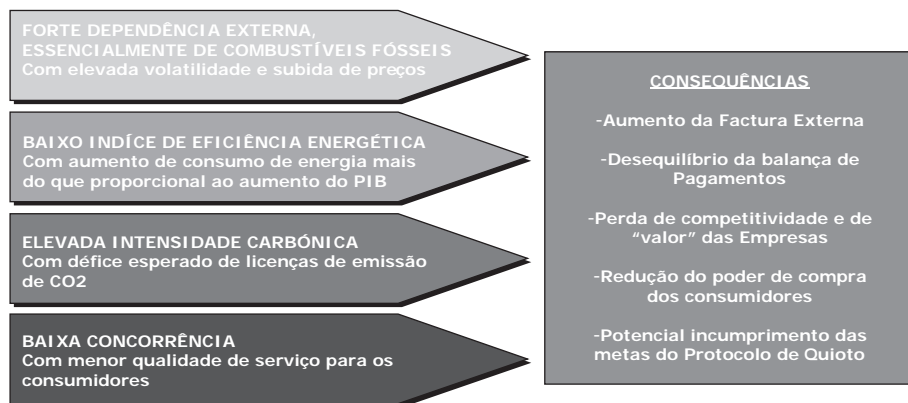 FORTE DEPENDÊNCIA EXTERNA,
ESSENCIALMENTE DE COMBUSTÍVEIS FÓSSEIS
Com elevada volatilidade e subida de preços
BAIXO INDÍCE DE EFICIÊNCIA ENERGÉTICA
Com aumento de consumo de energia mais
do que proporcional ao aumento do PIB
ELEVADA INTENSIDADE CARBÓNICA
Com défice esperado de licenças de emissão
de CO2
BAIXA CONCORRÊNCIA
Com menor qualidade de serviço para os
consumidores
CONSEQUÊNCIAS
-Aumento da Factura Externa
-Desequilíbrio da balança de
Pagamentos
-Perda de competitividade e de
“valor” das Empresas
-Redução do poder de compra
dos consumidores
-Potencial incumprimento das
metas do Protocolo de Quioto